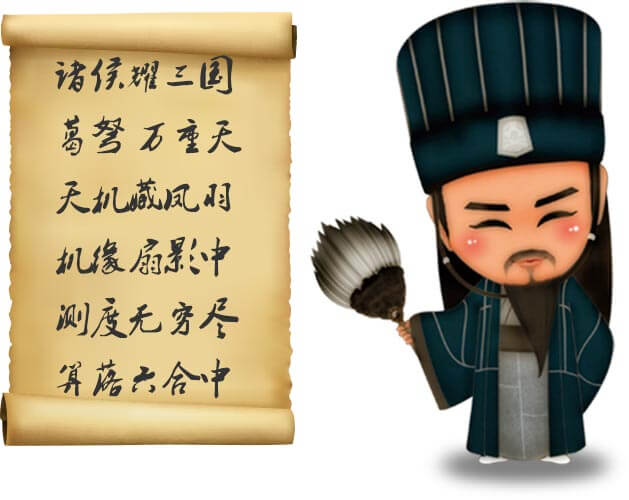 诸侯耀三国
葛弩万重天
天机藏凤羽
机缘扇影中
测度无穷尽
算落六合中